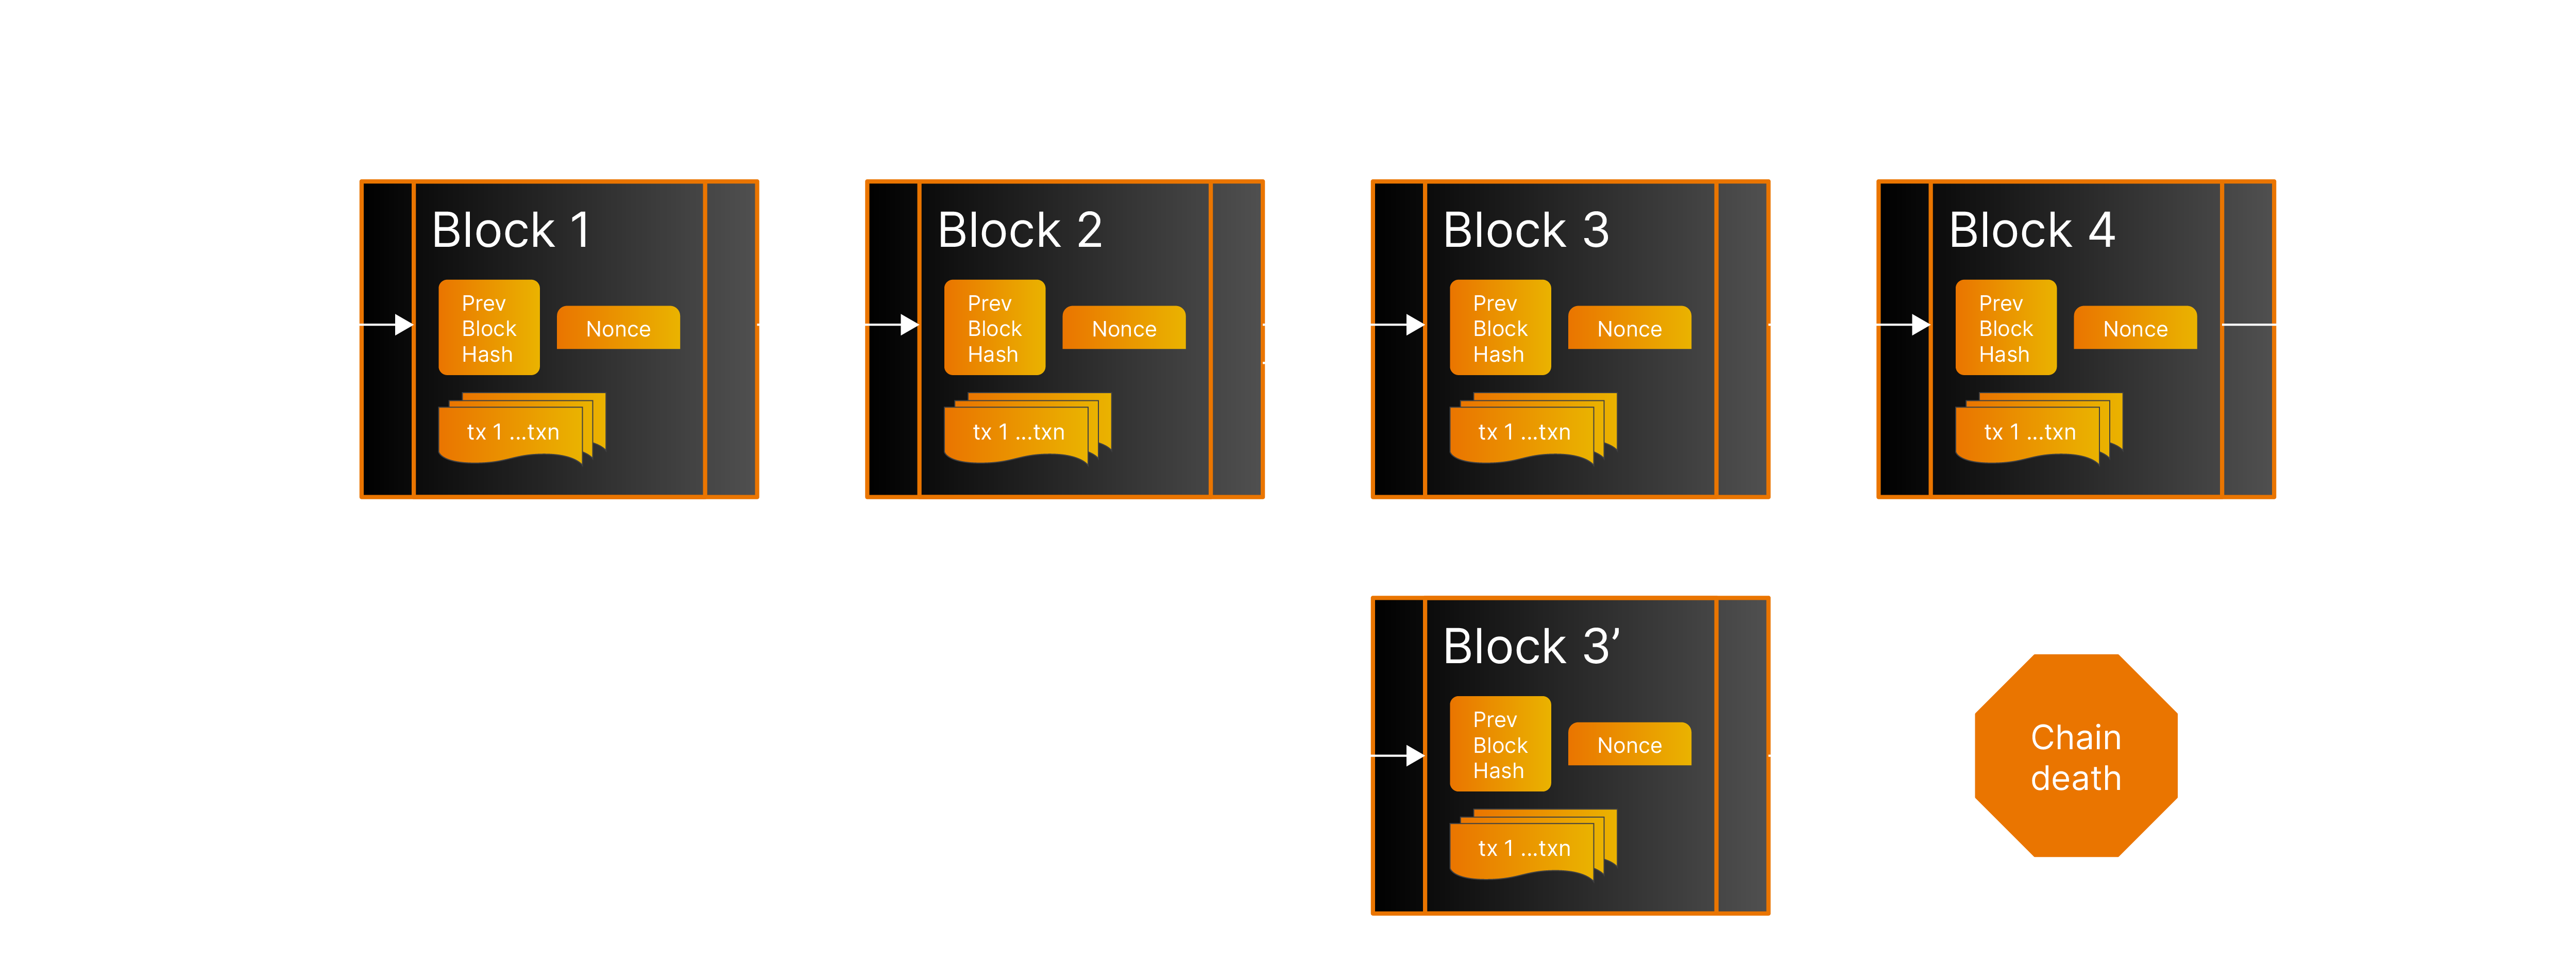 Block 1
Prev
Block
Hash
Nonce
tx 1 ...txn
Block 2
Prev
Block
Hash
Nonce
tx 1 ...txn
Block 3
Prev
Block
Hash
Nonce
tx 1 ...txn
Block 4
Prev
Block
Hash
Nonce
tx 1 ...txn
Block 3’
Prev
Block
Hash
Nonce
tx 1 ...txn
Chain
death